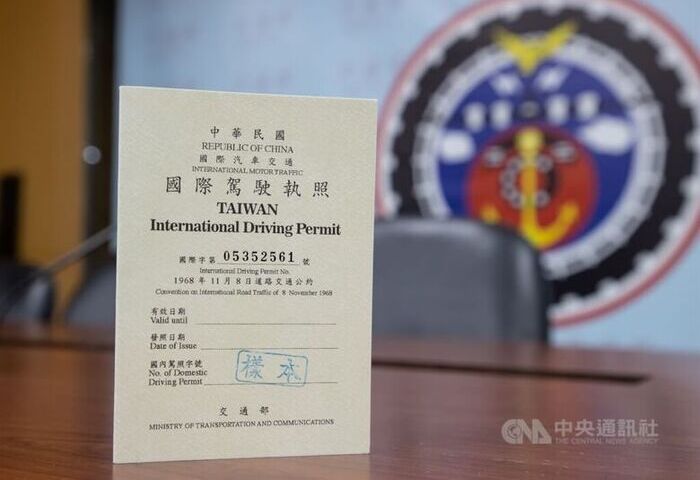 中華民國
REPUBLIC OF CHINA
國際汽車交通
INTERNATIONAL MOTOR TRAFFIC
國際駕駛執照
TAIWAN
International Driving Permit
國際字第 05352561 號
International Driving Permit No.
1968 年 11 月 8 日道路交通公約
Convention on International Road Traffic of 8 November 1968
有效日期
Valid until
發照日期
Date of Issue
國內駕照字號
No. of Domestic
Driving Permit
樣本
交通部
MINISTRY OF TRANSPORTATION AND COMMUNICATIONS
CNA 中央通訊社
THE CENTRAL NEWS AGENCY